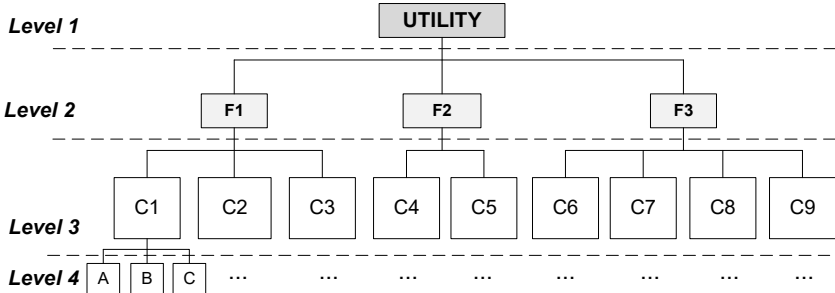 Level 1 UTILITY
Level 2 F1 F2 F3
Level 3 C1 C2 C3 C4 C5 C6 C7 C8 C9
Level 4 A B C ... ... ... ... ... ... ... ...